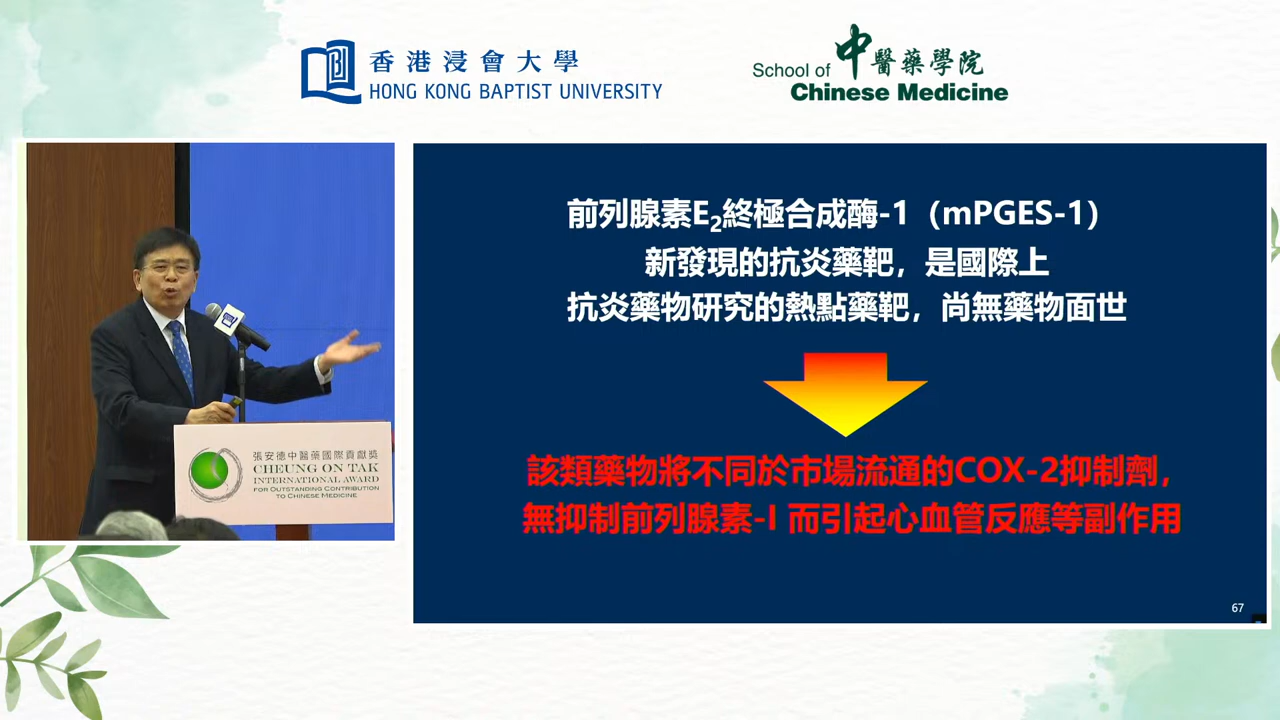 香港浸會大學
HONG KONG BAPTIST UNIVERSITY
School of 中醫藥學院
Chinese Medicine
張安德中醫藥國際貢獻獎
CHEUNG ON TAK
INTERNATIONAL AWARD
FOR OUTSTANDING CONTRIBUTION
TO CHINESE MEDICINE
前列腺素E2終極合成酶-1（mPGES-1）
新發現的抗炎藥靶，是國際上
抗炎藥物研究的熱點藥靶，尚無藥物面世
該類藥物將不同於市場流通的COX-2抑制劑，
無抑制前列腺素-I 而引起心血管反應等副作用
67